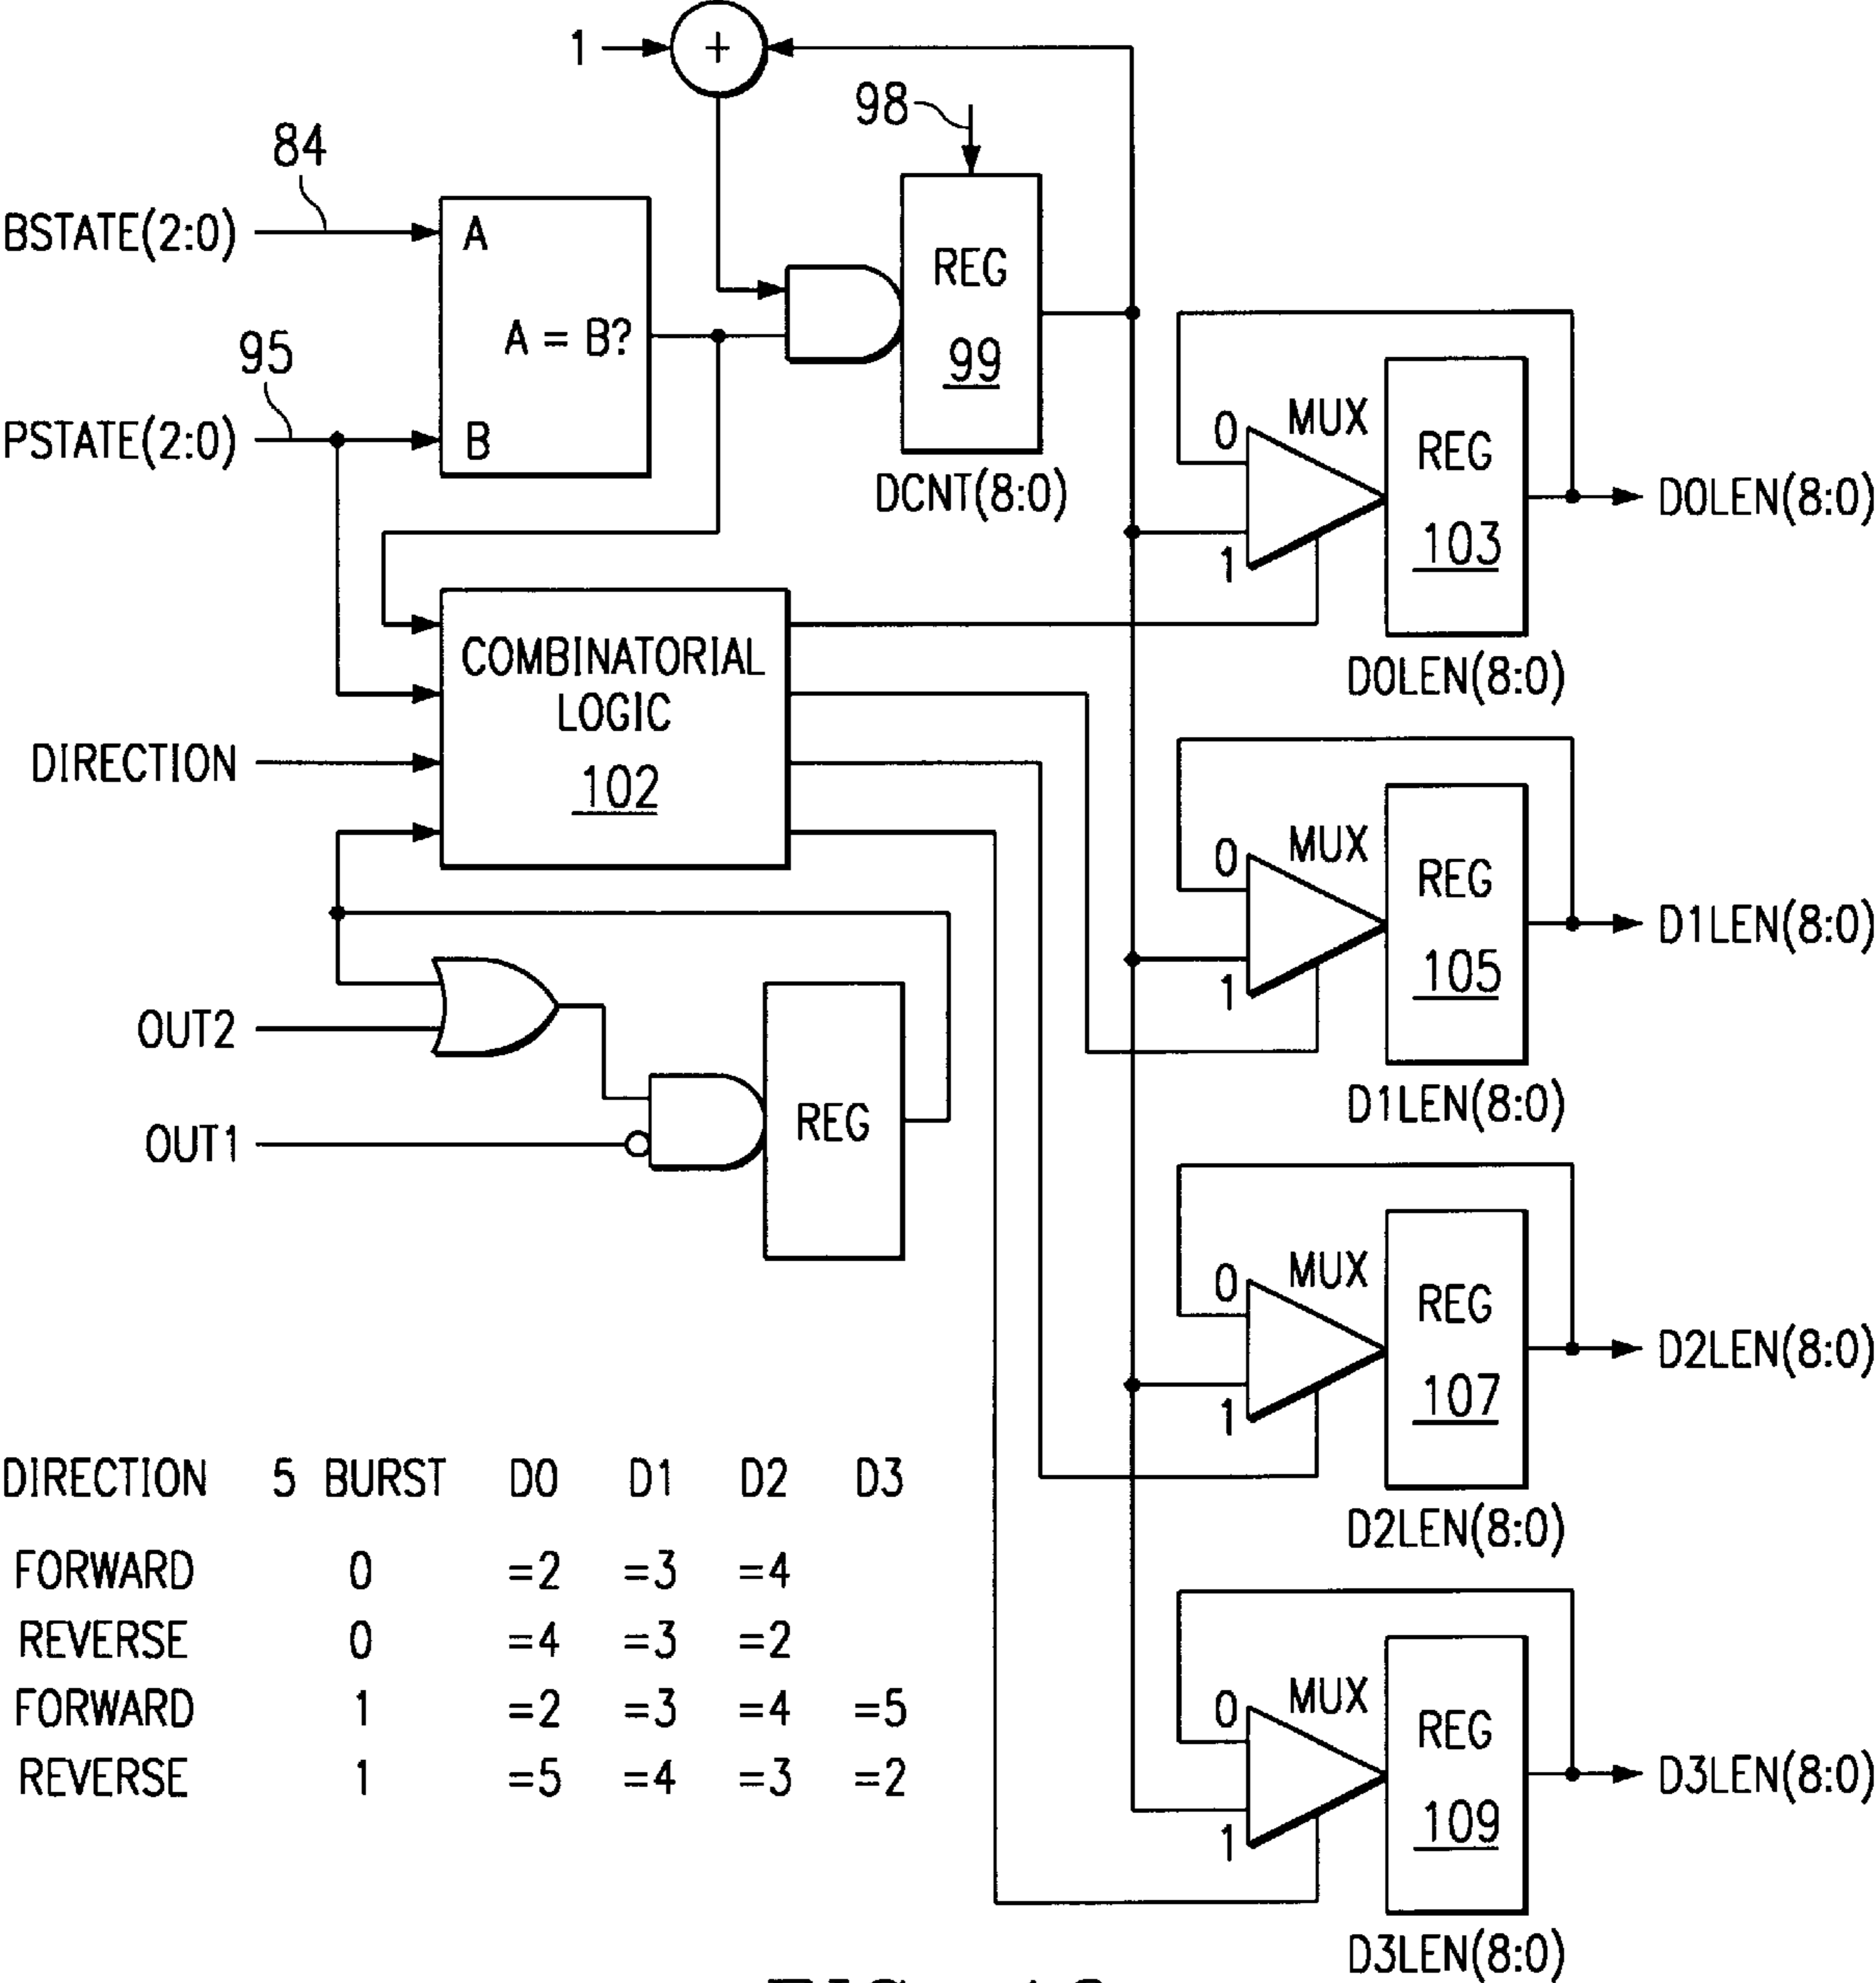 1
+
98
84
BSTATE(2:0)
A
A = B?
REG
99
95
PSTATE(2:0)
B
DCNT(8:0)
0
MUX
REG
103
1
D0LEN(8:0)
D0LEN(8:0)
COMBINATORIAL
LOGIC
102
DIRECTION
0
MUX
REG
105
1
D1LEN(8:0)
D1LEN(8:0)
OUT2
OUT1
REG
0
MUX
REG
107
1
D2LEN(8:0)
D2LEN(8:0)
DIRECTION 5 BURST D0 D1 D2 D3
FORWARD 0 =2 =3 =4
REVERSE 0 =4 =3 =2
FORWARD 1 =2 =3 =4 =5
REVERSE 1 =5 =4 =3 =2
0
MUX
REG
109
1
D3LEN(8:0)
D3LEN(8:0)